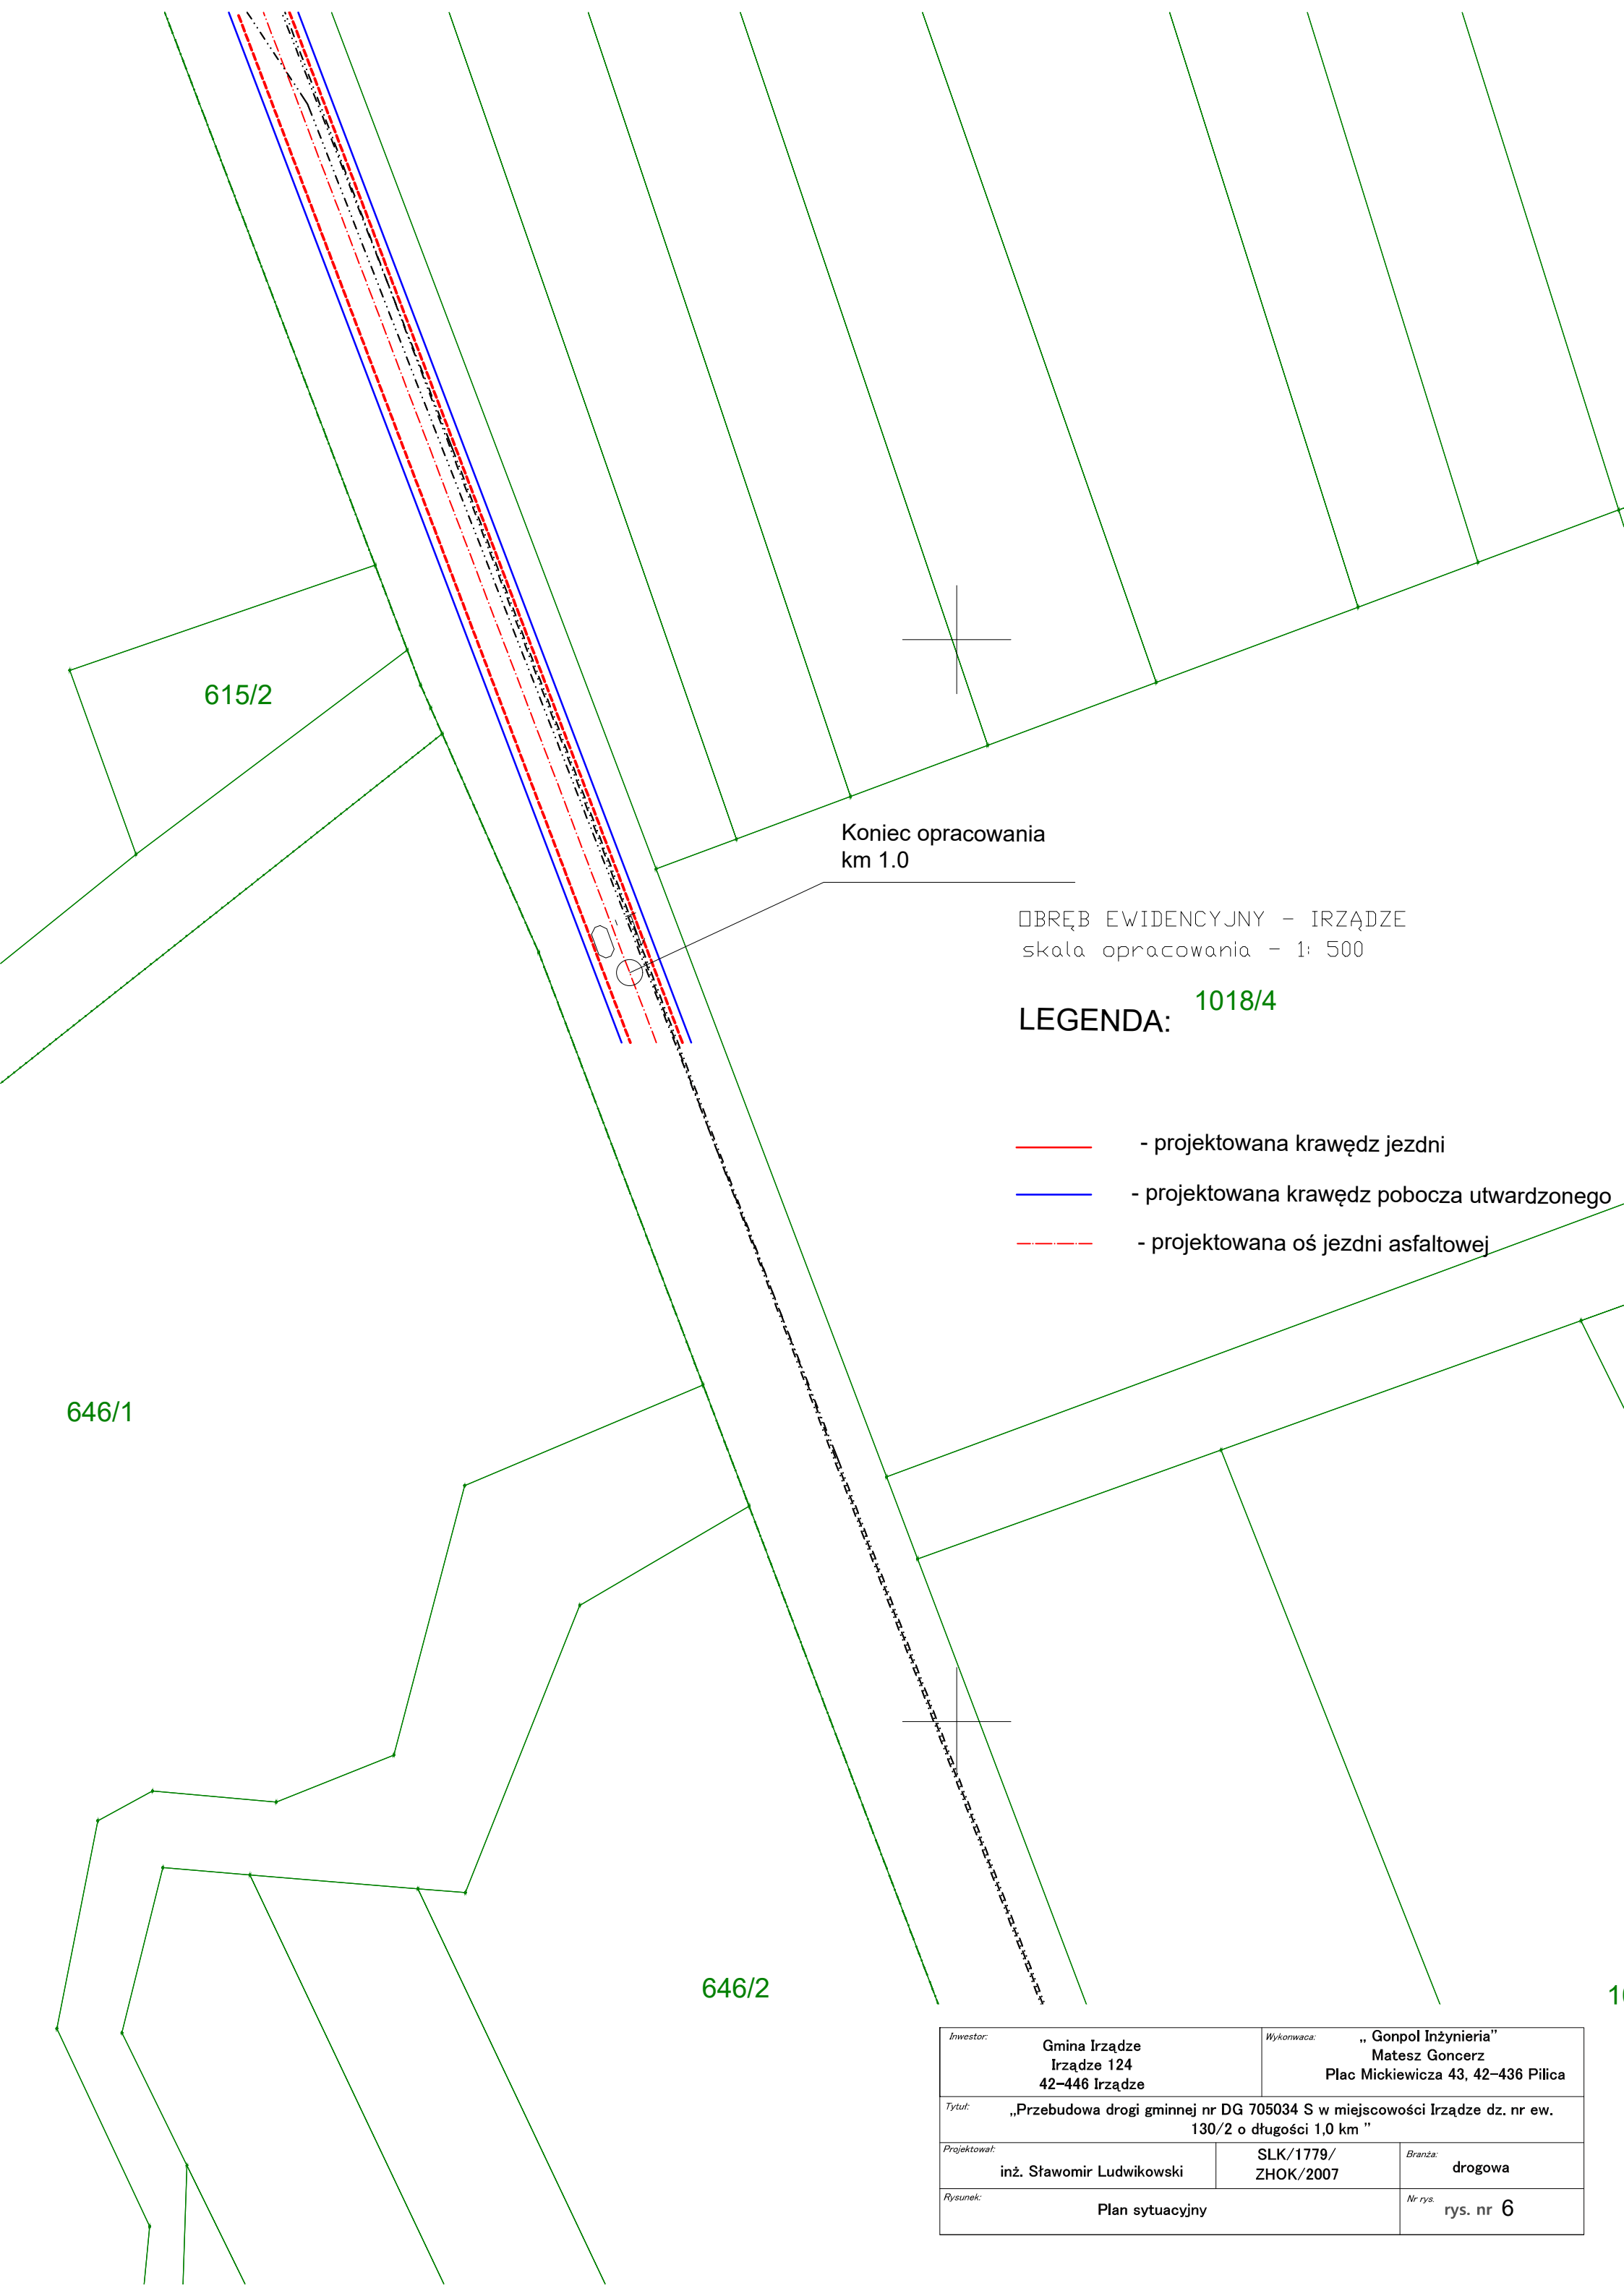 615/2
Koniec opracowania
km 1.0
▯BRĘB EWIDENCYJNY - IRZĄDZE
skala opracowania - 1: 500
1018/4
LEGENDA:
- projektowana krawędz jezdni
- projektowana krawędz pobocza utwardzonego
- projektowana oś jezdni asfaltowej
646/1
646/2
Inwestor:
Gmina Irządze
Irządze 124
42-446 Irządze
Wykonwaca:
,, Gonpol Inżynieria"
Matesz Goncerz
Plac Mickiewicza 43, 42-436 Pilica
Tytuł:
,,Przebudowa drogi gminnej nr DG 705034 S w miejscowości Irządze dz. nr ew.
130/2 o długości 1,0 km "
Projektował:
inż. Sławomir Ludwikowski
SLK/1779/
ZHOK/2007
Branża:
drogowa
Rysunek:
Plan sytuacyjny
Nr rys.
rys. nr 6